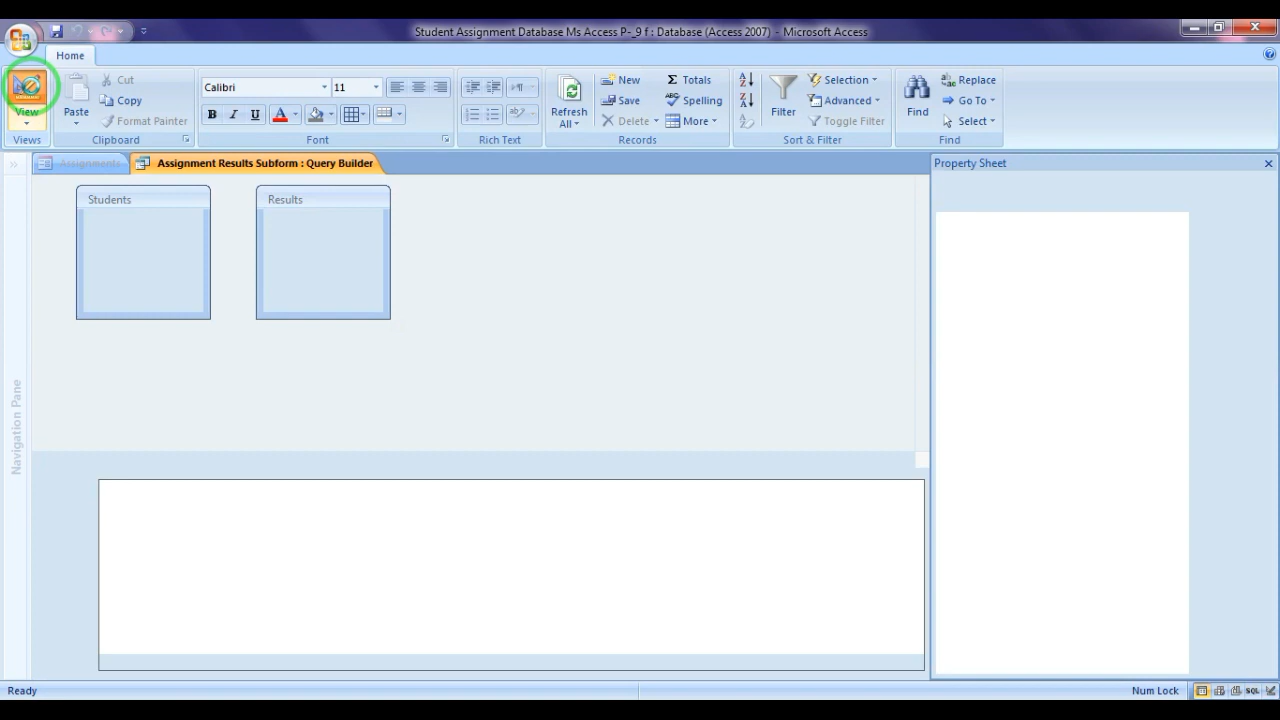 Student Assignment Database Ms Access P-_9 f : Database (Access 2007) - Microsoft Access
Home
View
Paste
Cut
Copy
Format Painter
Calibri
11
B I U A
Refresh All
New
Save
Delete
Totals
Spelling
More
Filter
Selection
Advanced
Toggle Filter
Find
Replace
Go To
Select
Views
Clipboard
Font
Rich Text
Records
Sort & Filter
Find
Assignments
Assignment Results Subform : Query Builder
Property Sheet
Students
Results
Navigation Pane
Ready
Num Lock
SQL